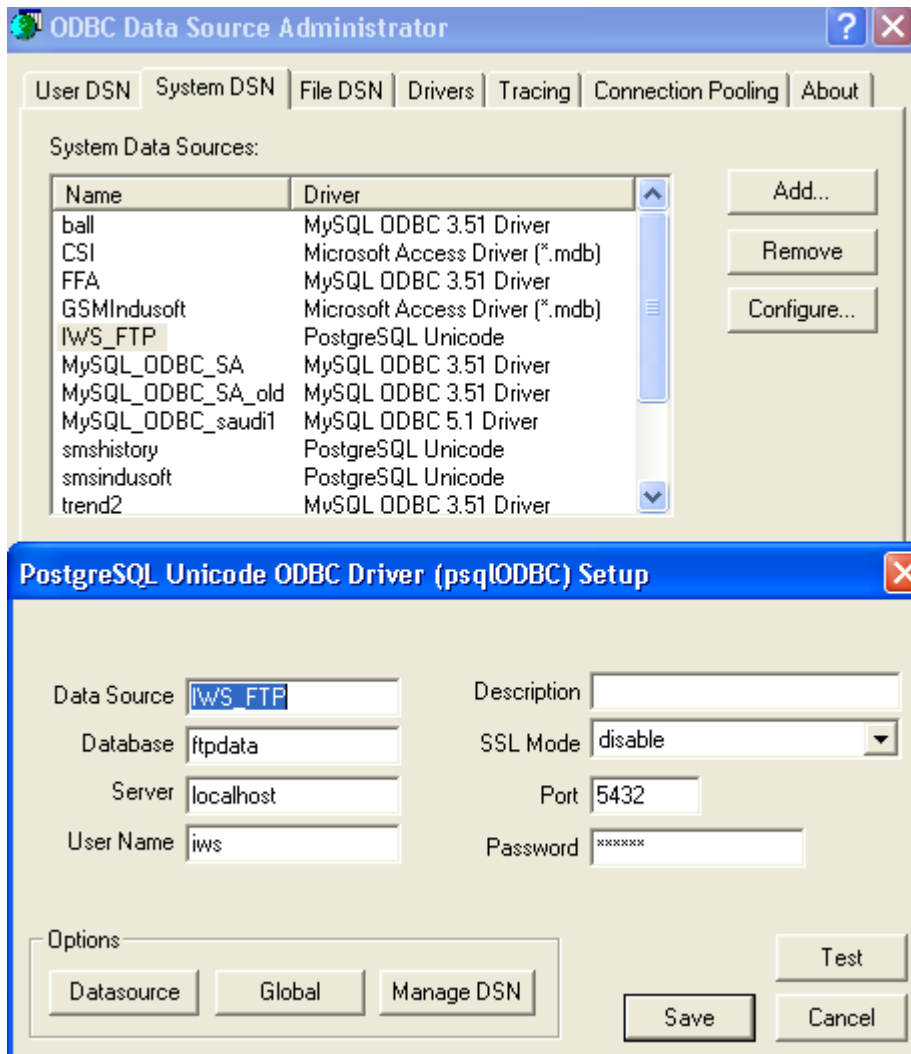 ODBC Data Source Administrator
User DSN System DSN File DSN Drivers Tracing Connection Pooling About
System Data Sources:
Name Driver
ball MySQL ODBC 3.51 Driver
CSI Microsoft Access Driver (*.mdb)
FFA MySQL ODBC 3.51 Driver
GSMIndusoft Microsoft Access Driver (*.mdb)
IWS_FTP PostgreSQL Unicode
MySQL_ODBC_SA MySQL ODBC 3.51 Driver
MySQL_ODBC_SA_old MySQL ODBC 3.51 Driver
MySQL_ODBC_saudi1 MySQL ODBC 5.1 Driver
smshistory PostgreSQL Unicode
smsindusoft PostgreSQL Unicode
trend2 MySQL ODBC 3.51 Driver
Add...
Remove
Configure...
PostgreSQL Unicode ODBC Driver (psqlODBC) Setup
Data Source IWS_FTP Description
Database ftpdata SSL Mode disable
Server localhost Port 5432
User Name iws Password ××××××
Options
Datasource Global Manage DSN
Test
Save Cancel